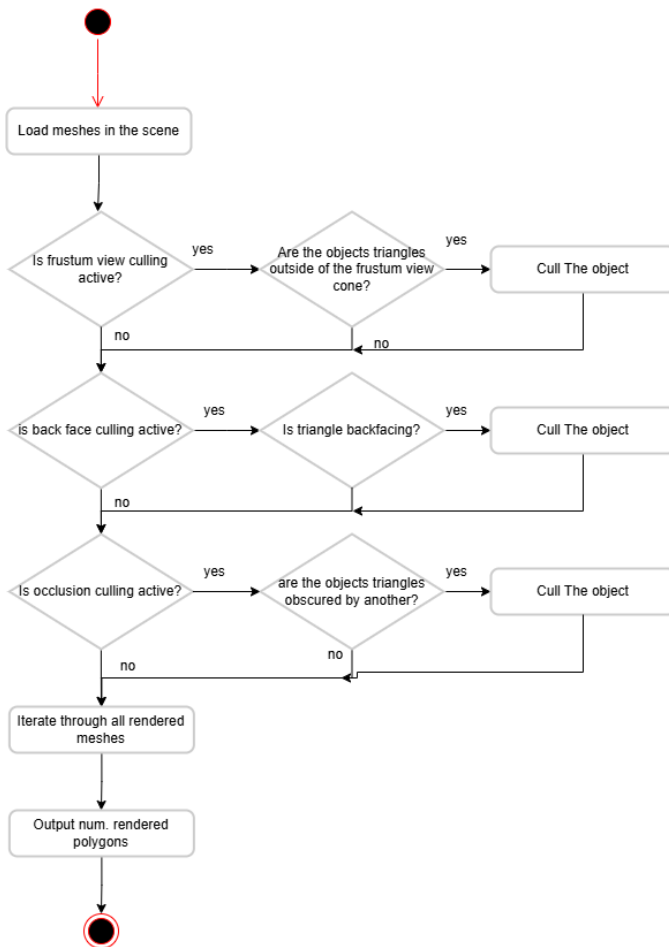 Load meshes in the scene
Is frustum view culling
active?
yes
Are the objects triangles
outside of the frustum view
cone?
yes
Cull The object
no
no
is back face culling active?
yes
Is triangle backfacing?
yes
Cull The object
no
Is occlusion culling active?
yes
are the objects triangles
obscured by another?
yes
Cull The object
no
no
Iterate through all rendered
meshes
Output num. rendered
polygons